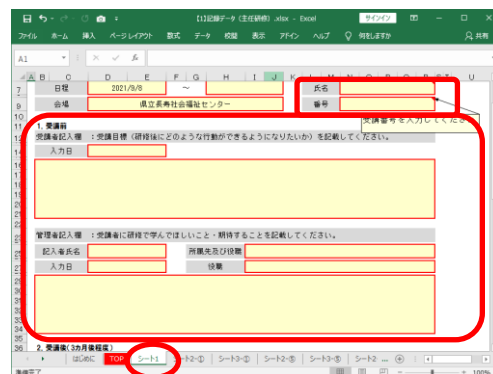 【1】記録データ（主任研修）.xlsx - Excel サインイン
ファイル ホーム 挿入 ページレイアウト 数式 データ 校閲 表示 アドイン ヘルプ 何をしますか 共有
A1 fx
A B C D E F G H I J K L M N O P Q R S T U
7 日程 2021/9/8 ～ 氏名
9 会場 県立長寿社会福祉センター 番号
受講番号を入力してくださ
10
11 1. 受講前
受講者記入欄 ：受講目標（研修後にどのような行動ができるようになりたいか）を記載してください。
入力日
管理者記入欄 ：受講者に研修で学んでほしいこと・期待することを記載してください。
記入者氏名 所属先及び役職
入力日 役職
33
34
35
36 2. 受講後(3カ月後程度)
はじめに TOP シート1 シート2-① シート3-① シート2-⑤ シート3-⑤ シート2 ...
準備完了 100%